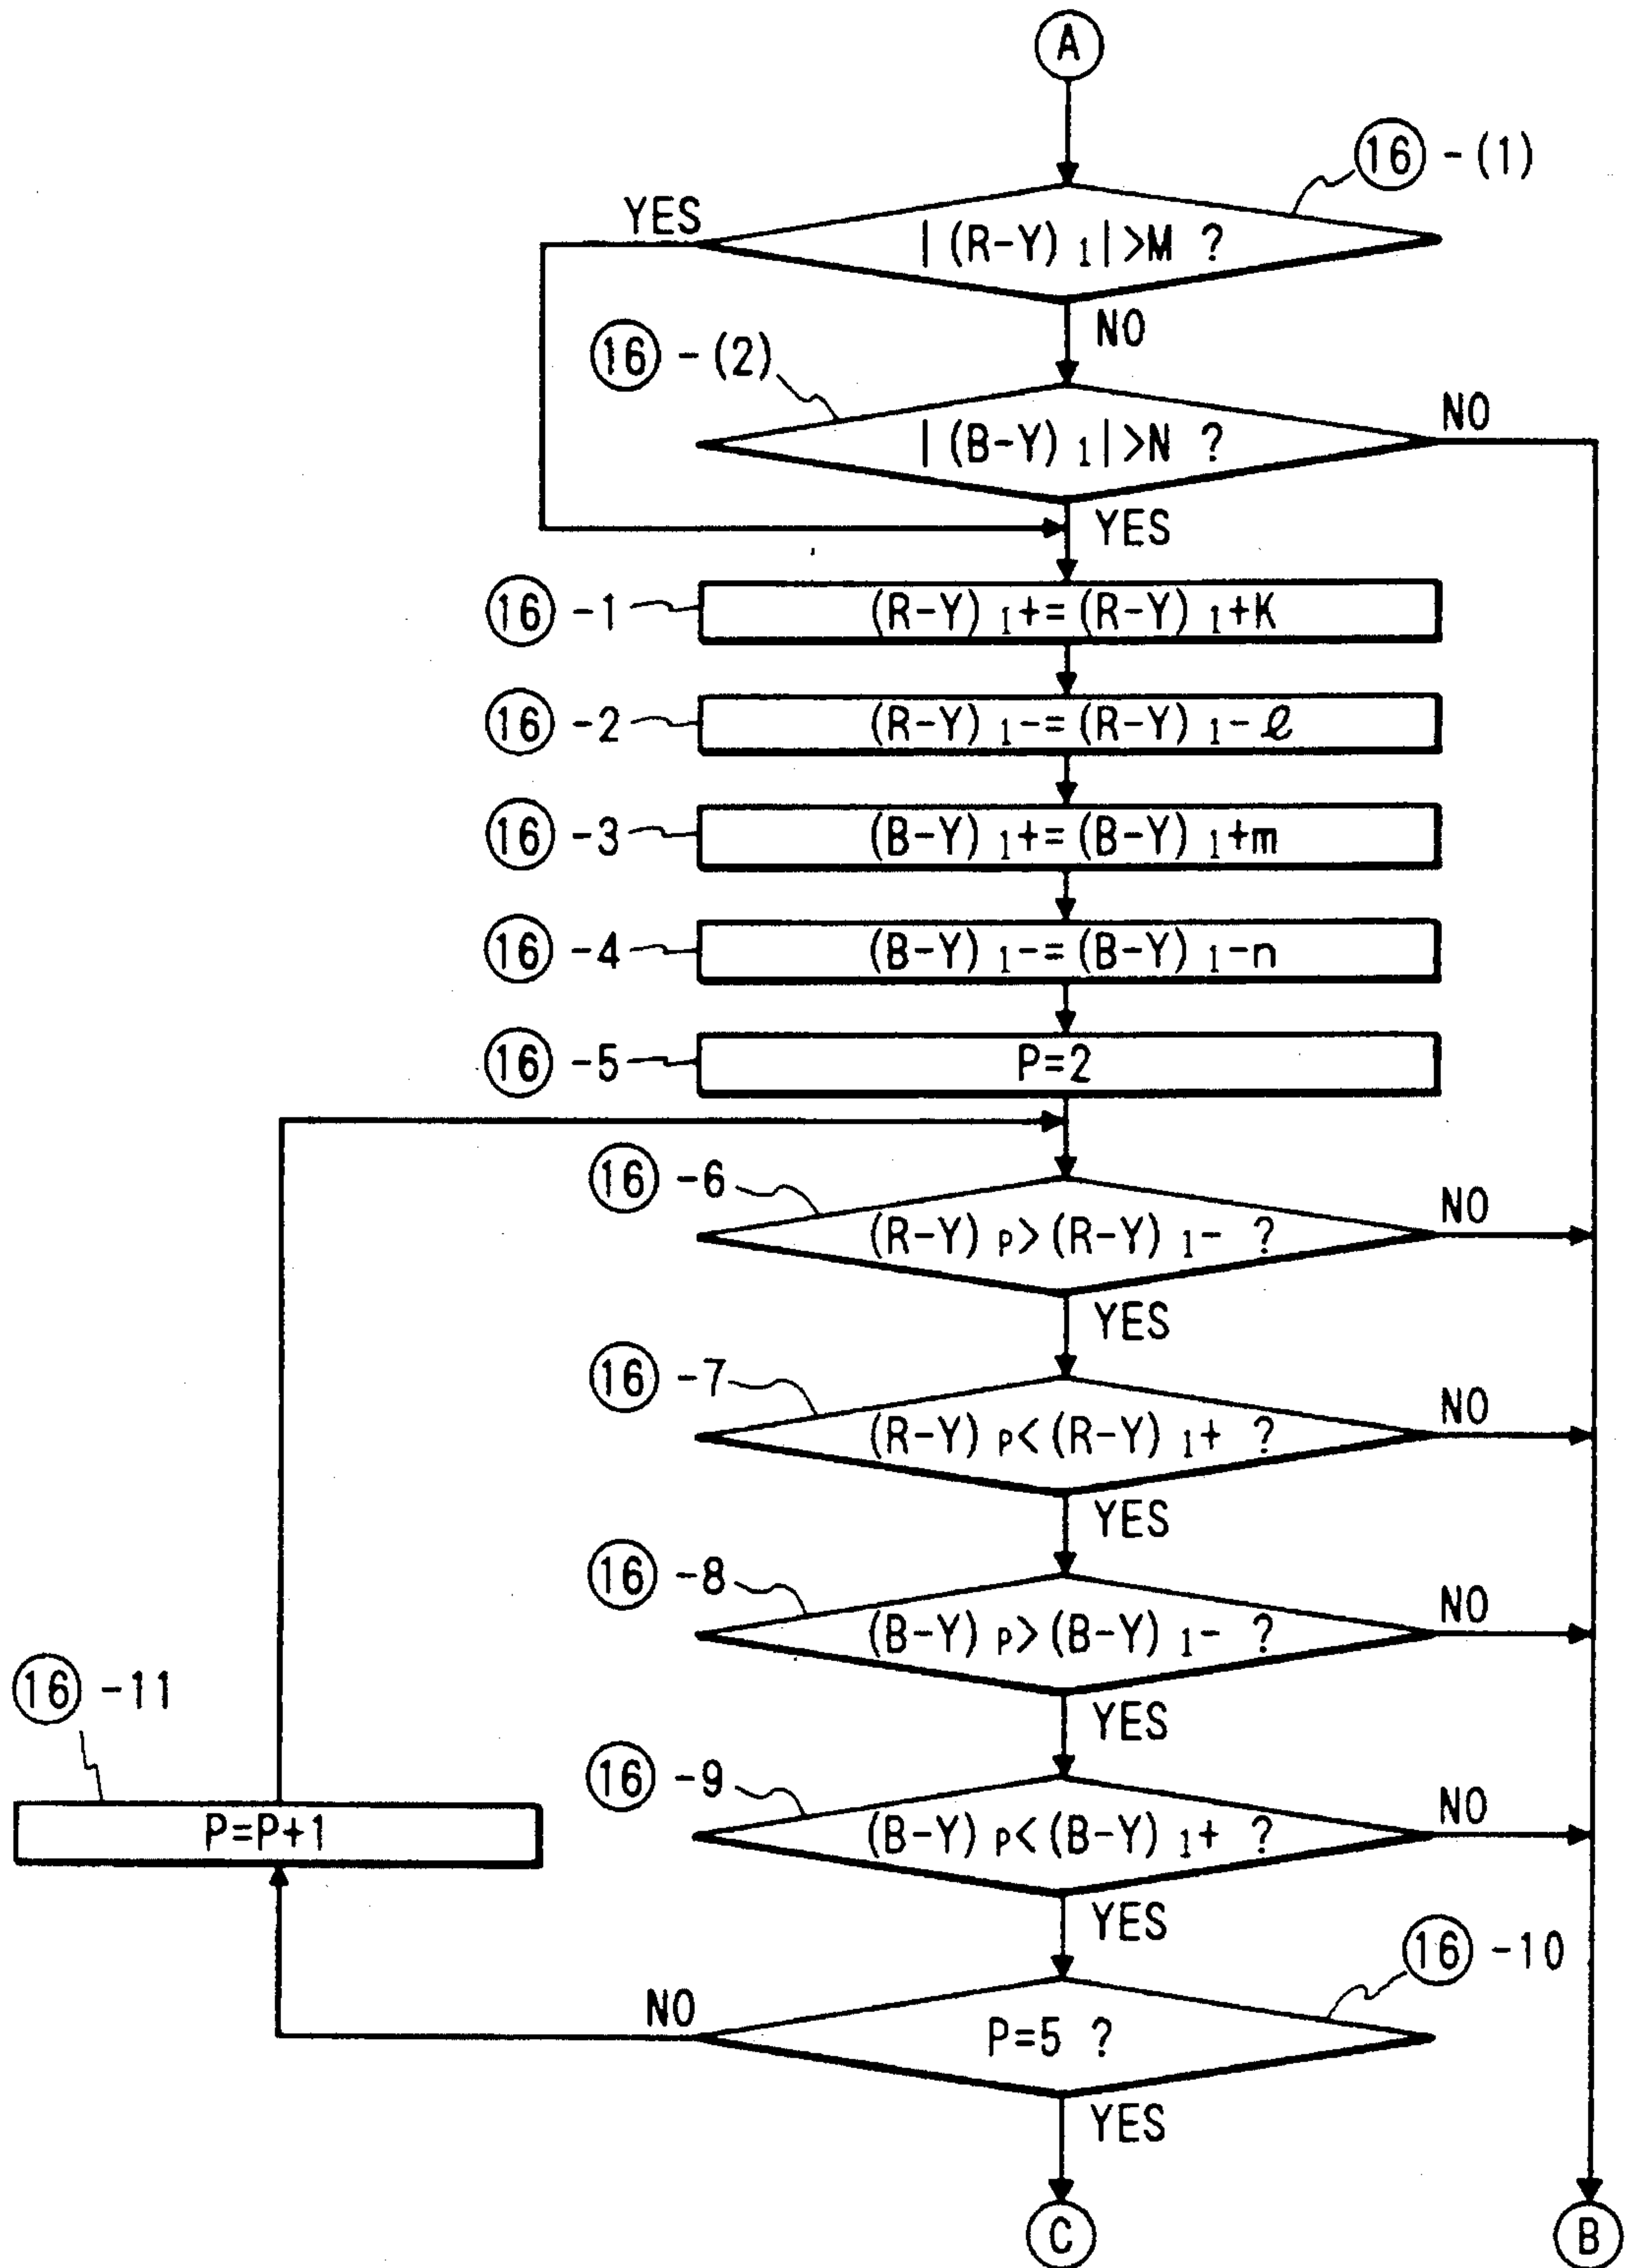 A
16 -(1)
YES
|(R-Y) 1|>M ?
NO
16 -(2)
NO
|(B-Y) 1|>N ?
YES
16 -1
(R-Y) 1+=(R-Y) 1+K
16 -2
(R-Y) 1-=(R-Y) 1-ℓ
16 -3
(B-Y) 1+=(B-Y) 1+m
16 -4
(B-Y) 1-=(B-Y) 1-n
16 -5
P=2
16 -6
NO
(R-Y) p>(R-Y) 1- ?
YES
16 -7
NO
(R-Y) p<(R-Y) 1+ ?
YES
16 -8
NO
(B-Y) p>(B-Y) 1- ?
YES
16 -11
16 -9
NO
P=P+1
(B-Y) p<(B-Y) 1+ ?
YES
16 -10
NO
P=5 ?
YES
C
B